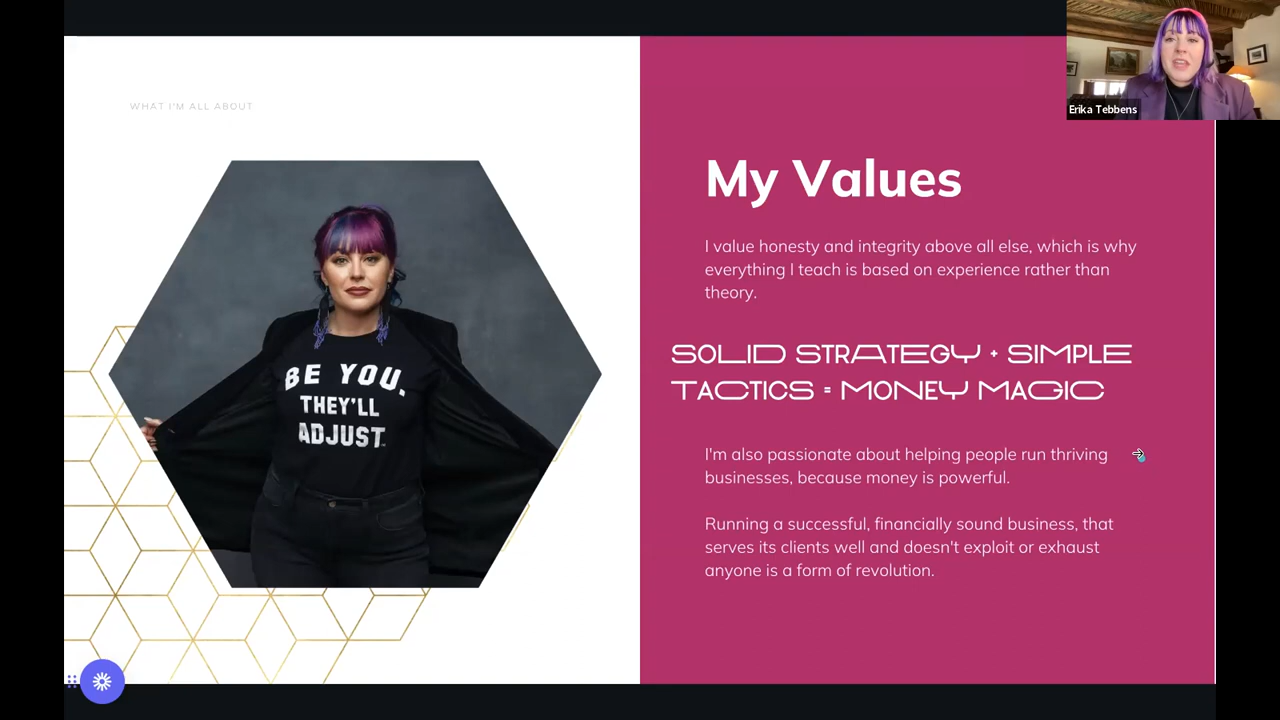 WHAT I'M ALL ABOUT
BE YOU.
THEY'LL
ADJUST
My Values
I value honesty and integrity above all else, which is why
everything I teach is based on experience rather than
theory.
SOLID STRATEGY + SIMPLE
TACTICS = MONEY MAGIC
I'm also passionate about helping people run thriving
businesses, because money is powerful.
Running a successful, financially sound business, that
serves its clients well and doesn't exploit or exhaust
anyone is a form of revolution.
Erika Tebbens